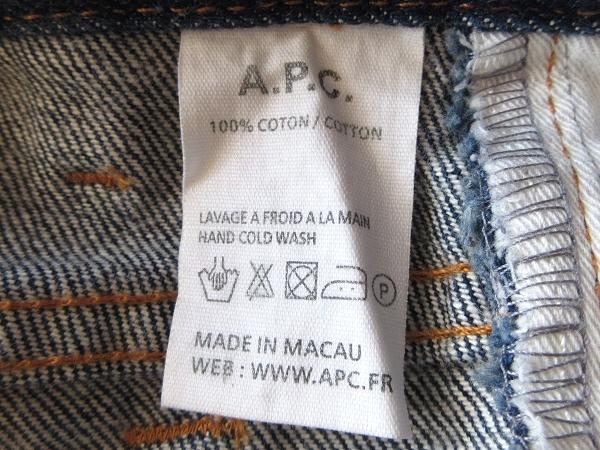 A.P.C.
100% COTON / COTTON
LAVAGE A FROID A LA MAIN
HAND COLD WASH
P
MADE IN MACAU
WEB : WWW.APC.FR